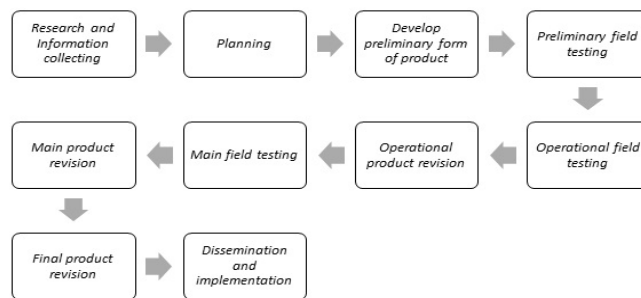 Research and
Information
collecting
Planning
Develop
preliminary form
of product
Preliminary field
testing
Operational field
testing
Operational
product revision
Main field testing
Main product
revision
Final product
revision
Dissemination
and
implementation